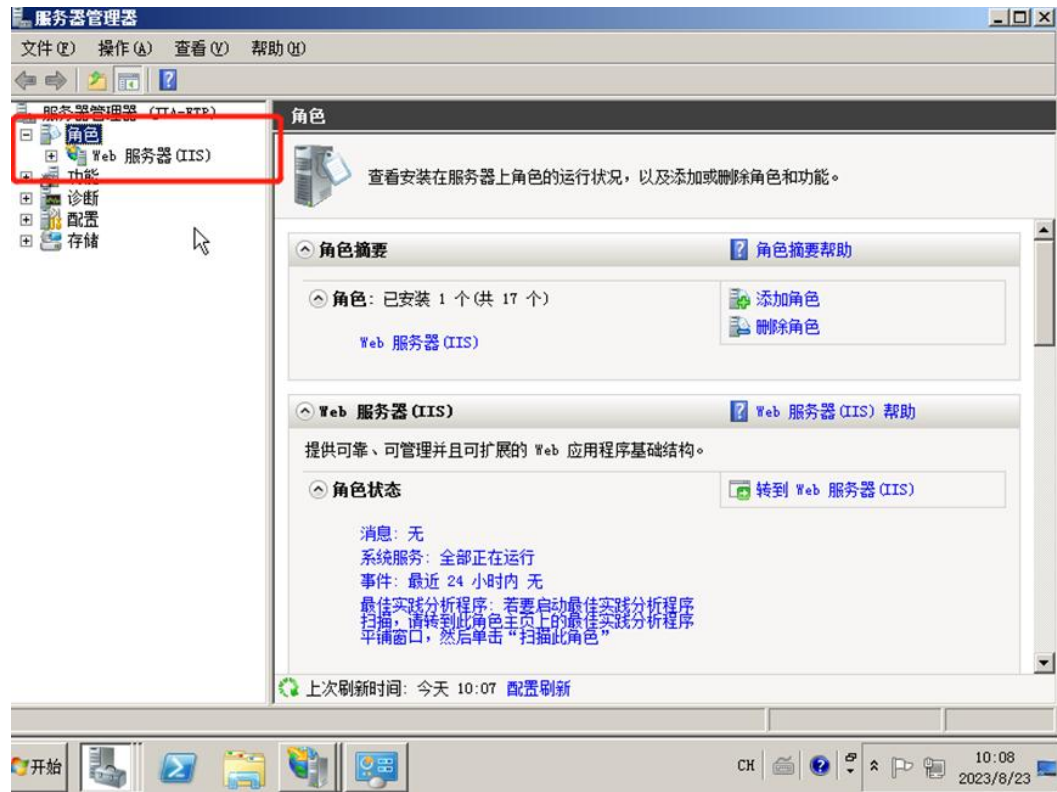 服务器管理器
文件(F) 操作(A) 查看(V) 帮助(H)
服务器管理器
角色
Web 服务器(IIS)
功能
诊断
配置
存储
角色
查看安装在服务器上角色的运行状况，以及添加或删除角色和功能。
角色摘要
角色摘要帮助
角色: 已安装 1 个(共 17 个)
添加角色
删除角色
Web 服务器(IIS)
Web 服务器(IIS)
Web 服务器(IIS) 帮助
提供可靠、可管理并且可扩展的 Web 应用程序基础结构。
角色状态
转到 Web 服务器(IIS)
消息: 无
系统服务: 全部正在运行
事件: 最近 24 小时内 无
最佳实践分析程序: 若要启动最佳实践分析程序
扫描，请转到此角色主页上的最佳实践分析程序
平铺窗口，然后单击“扫描此角色”
上次刷新时间: 今天 10:07 配置刷新
开始
CH
10:08
2023/8/23